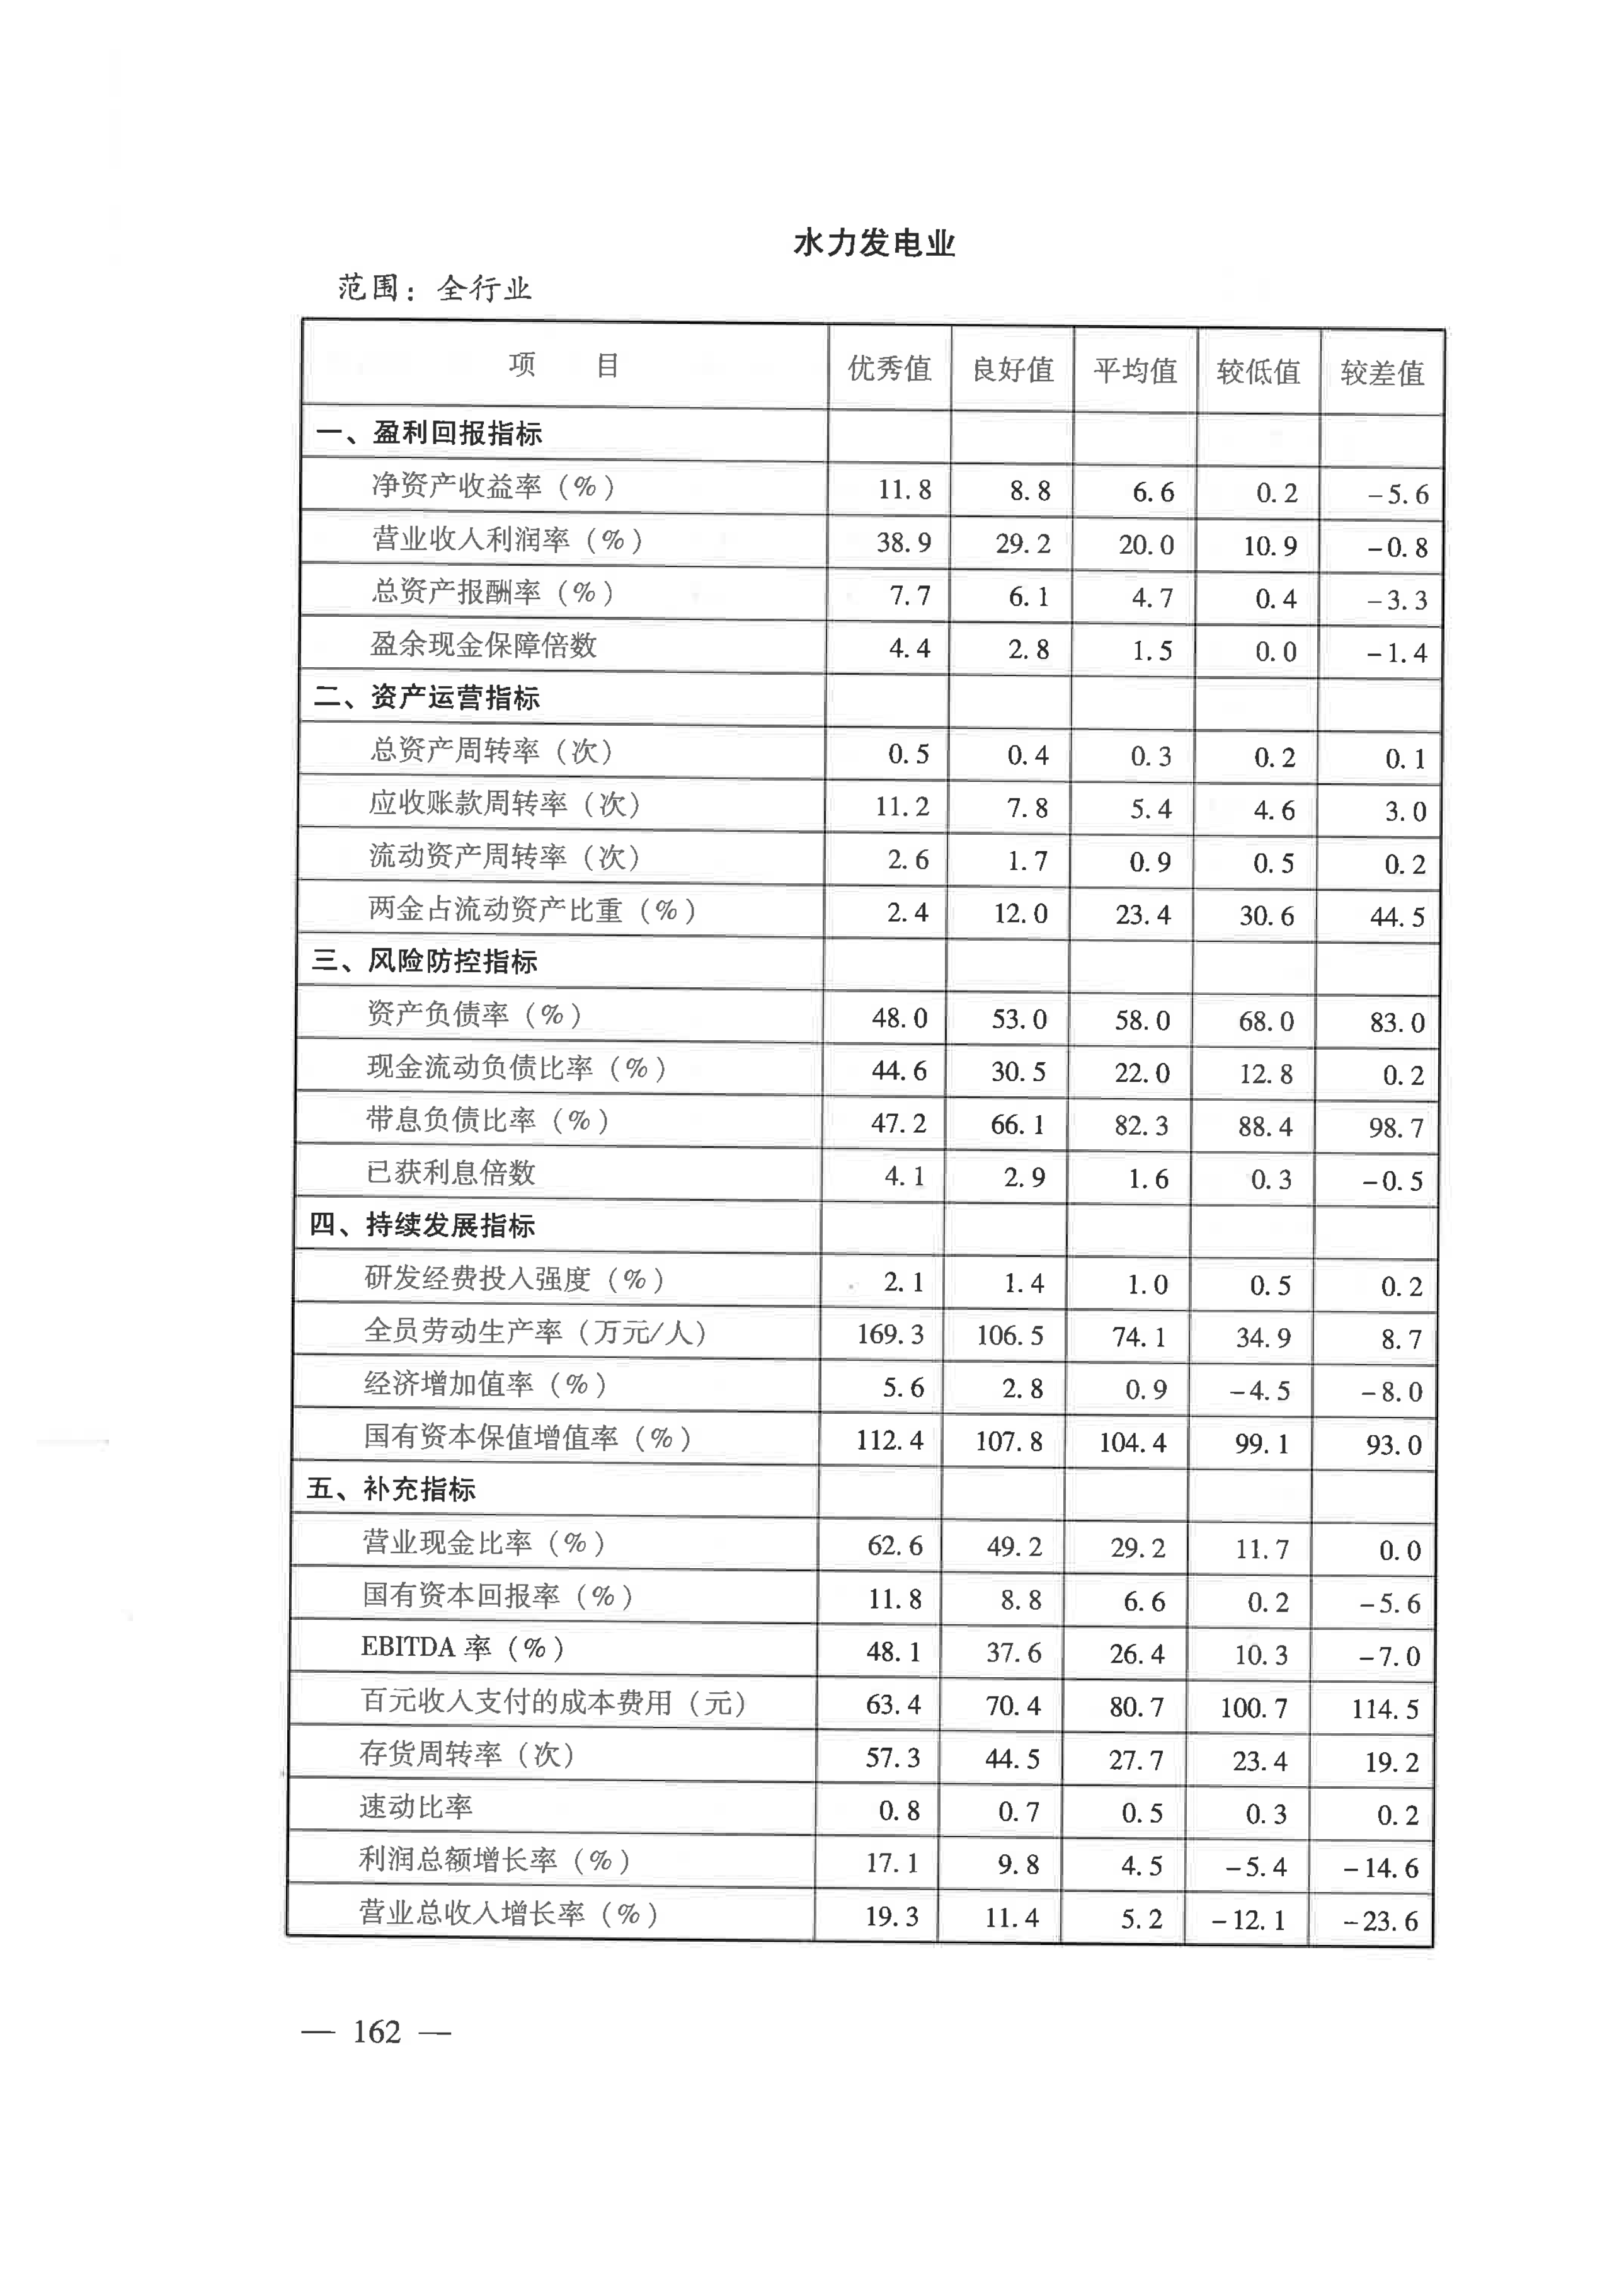 水力发电业
范围：全行业
项 目 优秀值 良好值 平均值 较低值 较差值
一、盈利回报指标
净资产收益率（%） 11.8 8.8 6.6 0.2 -5.6
营业收入利润率（%） 38.9 29.2 20.0 10.9 -0.8
总资产报酬率（%） 7.7 6.1 4.7 0.4 -3.3
盈余现金保障倍数 4.4 2.8 1.5 0.0 -1.4
二、资产运营指标
总资产周转率（次） 0.5 0.4 0.3 0.2 0.1
应收账款周转率（次） 11.2 7.8 5.4 4.6 3.0
流动资产周转率（次） 2.6 1.7 0.9 0.5 0.2
两金占流动资产比重（%） 2.4 12.0 23.4 30.6 44.5
三、风险防控指标
资产负债率（%） 48.0 53.0 58.0 68.0 83.0
现金流动负债比率（%） 44.6 30.5 22.0 12.8 0.2
带息负债比率（%） 47.2 66.1 82.3 88.4 98.7
已获利息倍数 4.1 2.9 1.6 0.3 -0.5
四、持续发展指标
研发经费投入强度（%） 2.1 1.4 1.0 0.5 0.2
全员劳动生产率（万元/人） 169.3 106.5 74.1 34.9 8.7
经济增加值率（%） 5.6 2.8 0.9 -4.5 -8.0
国有资本保值增值率（%） 112.4 107.8 104.4 99.1 93.0
五、补充指标
营业现金比率（%） 62.6 49.2 29.2 11.7 0.0
国有资本回报率（%） 11.8 8.8 6.6 0.2 -5.6
EBITDA 率（%） 48.1 37.6 26.4 10.3 -7.0
百元收入支付的成本费用（元） 63.4 70.4 80.7 100.7 114.5
存货周转率（次） 57.3 44.5 27.7 23.4 19.2
速动比率 0.8 0.7 0.5 0.3 0.2
利润总额增长率（%） 17.1 9.8 4.5 -5.4 -14.6
营业总收入增长率（%） 19.3 11.4 5.2 -12.1 -23.6
— 162 —